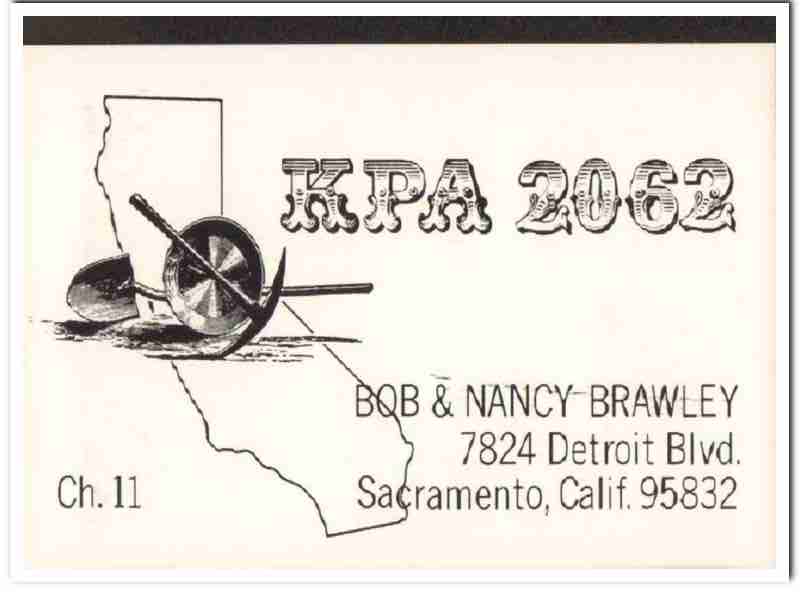 KPA 2062
BOB & NANCY BRAWLEY
7824 Detroit Blvd.
Ch. 11
Sacramento, Calif. 95832